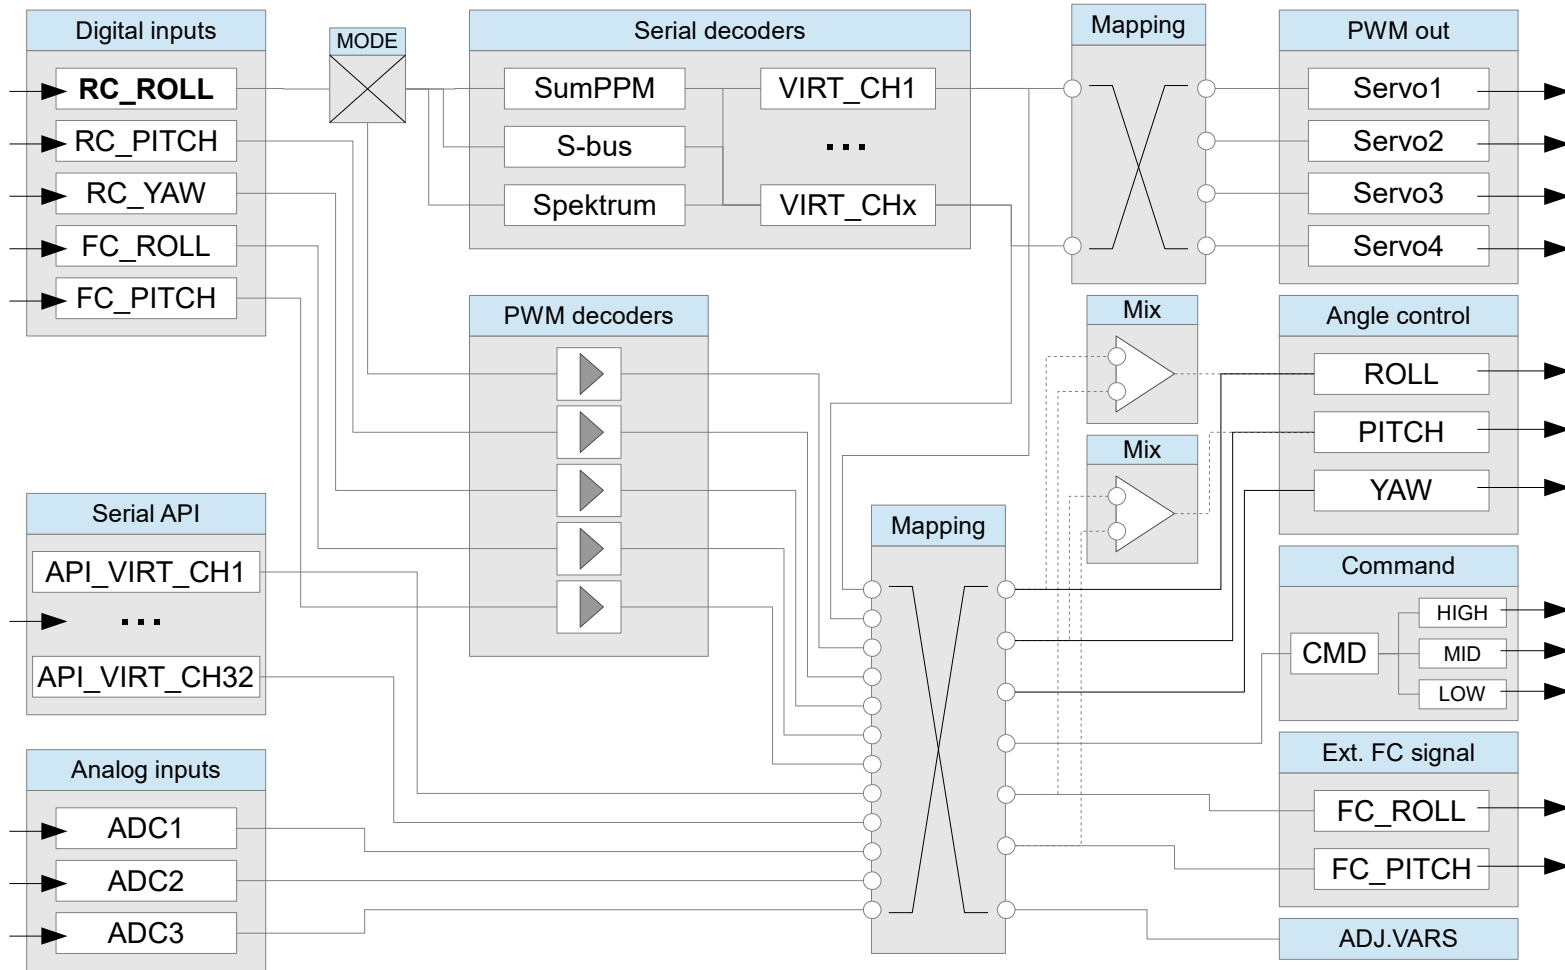 Digital inputs
RC_ROLL
RC_PITCH
RC_YAW
FC_ROLL
FC_PITCH
MODE
Serial decoders
SumPPM
S-bus
Spektrum
VIRT_CH1
...
VIRT_CHx
Mapping
PWM out
Servo1
Servo2
Servo3
Servo4
PWM decoders
Mix
Mix
Angle control
ROLL
PITCH
YAW
Serial API
API_VIRT_CH1
...
API_VIRT_CH32
Mapping
Command
CMD
HIGH
MID
LOW
Analog inputs
ADC1
ADC2
ADC3
Ext. FC signal
FC_ROLL
FC_PITCH
ADJ.VARS